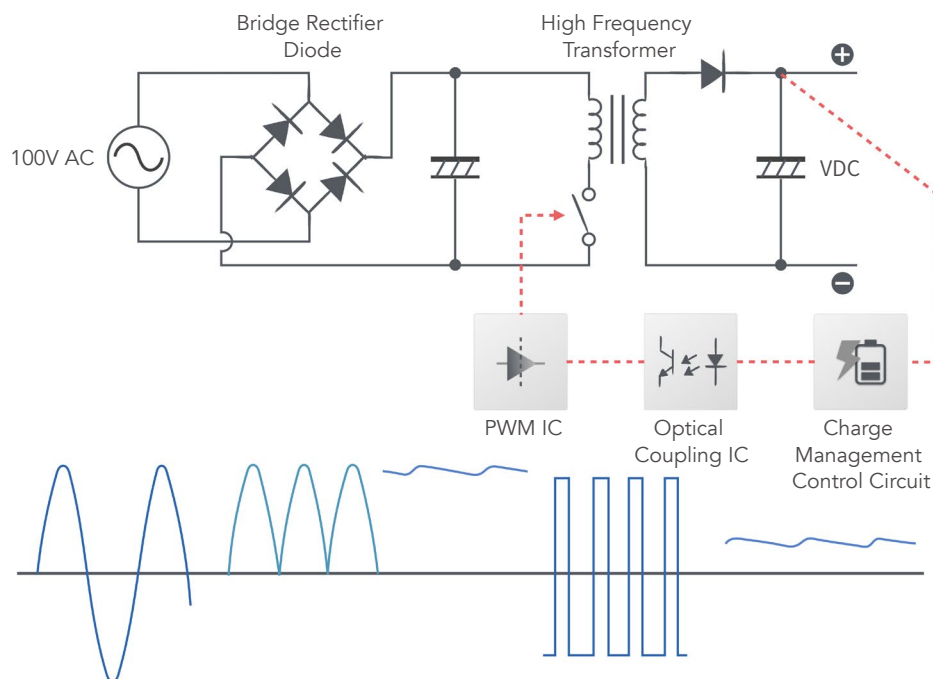 Bridge Rectifier
Diode
High Frequency
Transformer
100V AC
VDC
PWM IC
Optical
Coupling IC
Charge
Management
Control Circuit